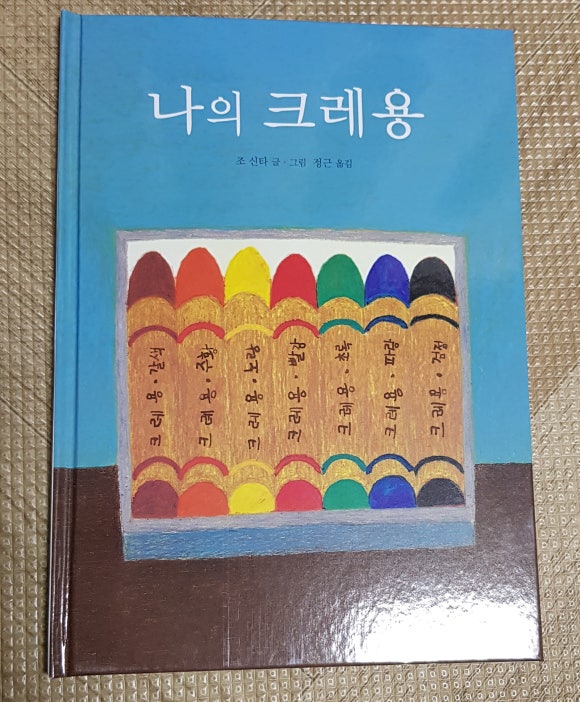 나의 크레용
조 신타 글·그림 정근 옮김
크레용·갈색
크레용·주황
크레용·노랑
크레용·빨강
크레용·초록
크레용·파랑
크레용·검정